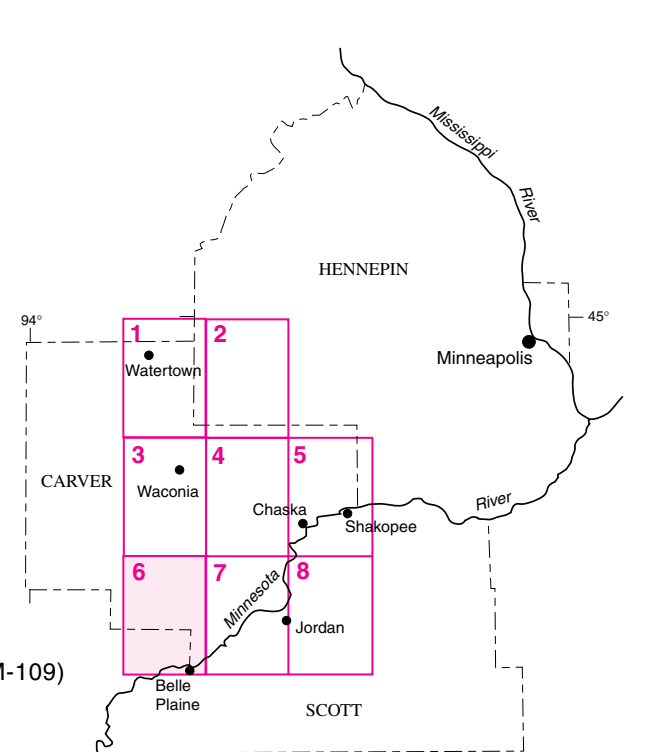 Mississippi
River
HENNEPIN
94°
45°
1
2
Minneapolis
Watertown
3
4
5
CARVER
Waconia
Chaska
River
Shakopee
6
7
8
Minnesota
Jordan
M-109)
Belle
Plaine
SCOTT